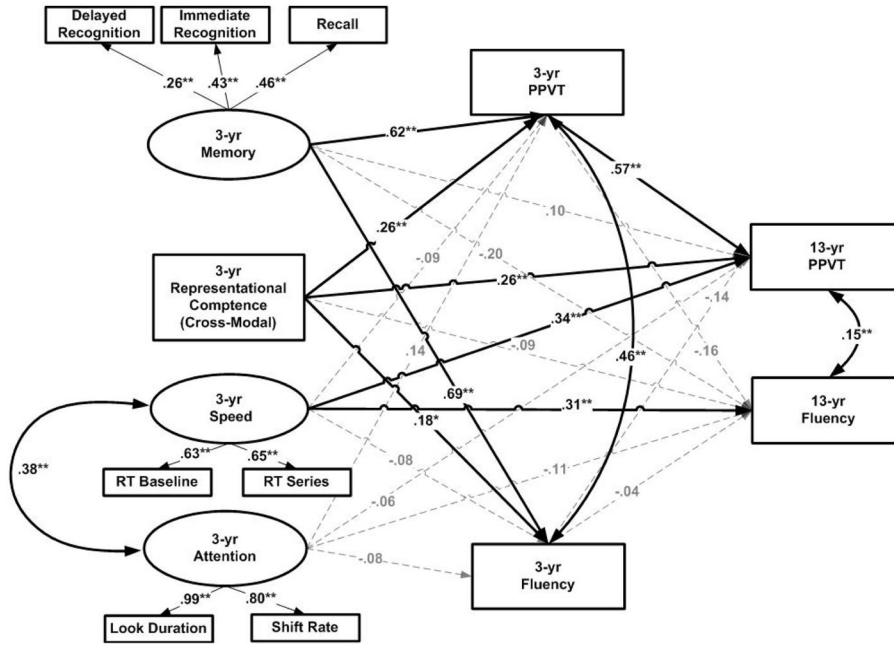 Delayed
Recognition
Immediate
Recognition
Recall
.26**
.43**
.46**
3-yr
Memory
3-yr
PPVT
.62**
.57**
.10
.26**
-.09
-.20
3-yr
Representational
Comptence
(Cross-Modal)
13-yr
PPVT
.26**
-.14
.34**
.14
-.09
-.16
.46**
.15**
3-yr
Speed
.69**
.18*
.31**
13-yr
Fluency
.63**
.65**
.38**
-.08
-.11
RT Baseline
RT Series
-.06
-.04
3-yr
Attention
-.08
3-yr
Fluency
.99**
.80**
Look Duration
Shift Rate